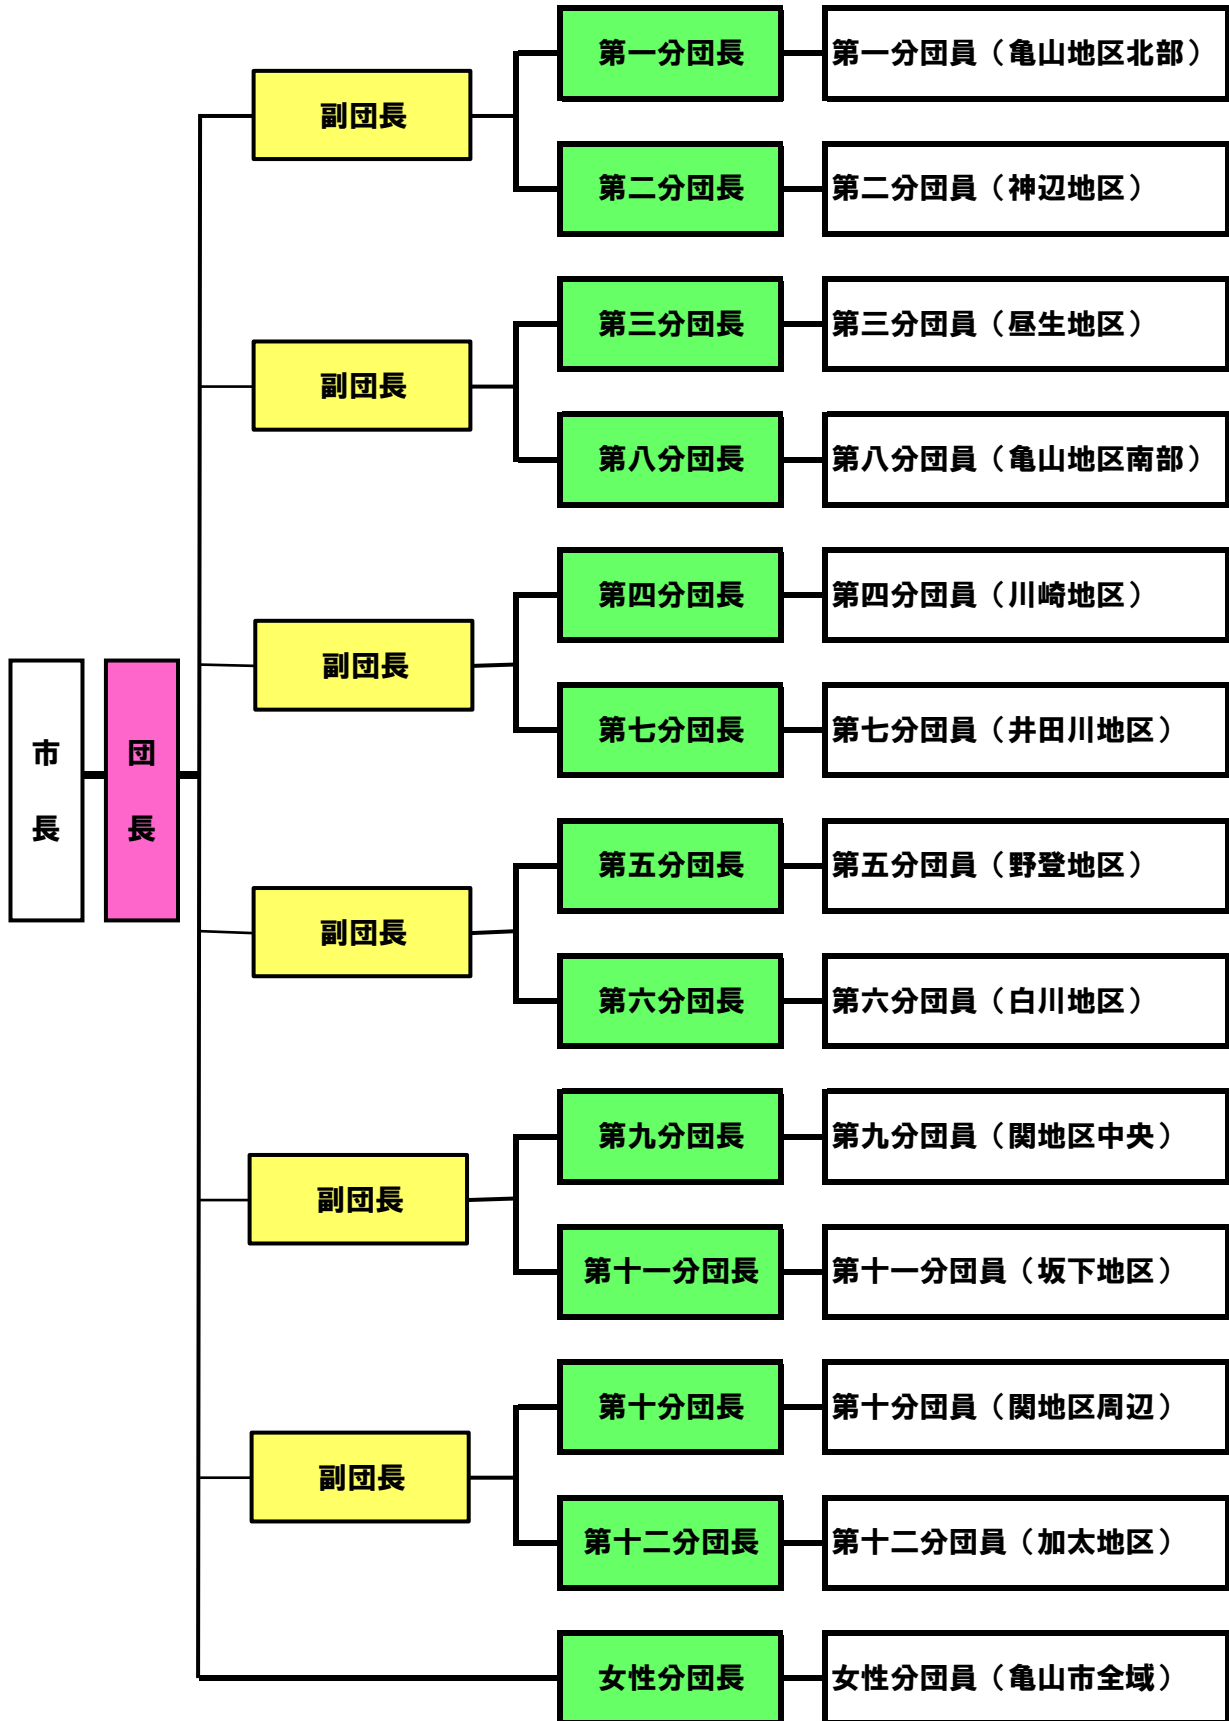 市長
団長
副団長
第一分団長
第一分団員（亀山地区北部）
第二分団長
第二分団員（神辺地区）
副団長
第三分団長
第三分団員（昼生地区）
第八分団長
第八分団員（亀山地区南部）
副団長
第四分団長
第四分団員（川崎地区）
第七分団長
第七分団員（井田川地区）
副団長
第五分団長
第五分団員（野登地区）
第六分団長
第六分団員（白川地区）
副団長
第九分団長
第九分団員（関地区中央）
第十一分団長
第十一分団員（坂下地区）
副団長
第十分団長
第十分団員（関地区周辺）
第十二分団長
第十二分団員（加太地区）
女性分団長
女性分団員（亀山市全域）